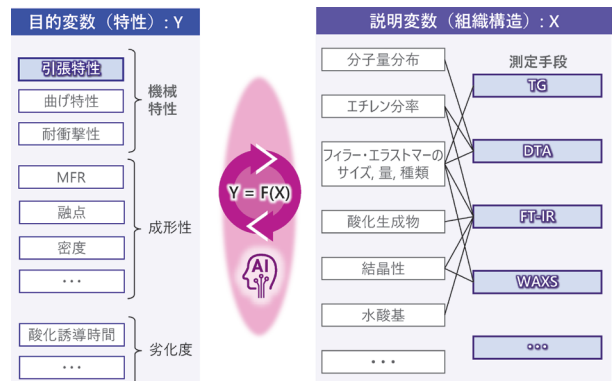 目的変数（特性）: Y
引張特性
曲げ特性
耐衝撃性
機械
特性
MFR
融点
密度
・・・
成形性
酸化誘導時間
・・・
劣化度
Y = F(X)
AI
説明変数（組織構造）: X
分子量分布
エチレン分率
フィラー・エラストマーの
サイズ, 量, 種類
酸化生成物
結晶性
水酸基
・・・
測定手段
TG
DTA
FT-IR
WAXS
・・・